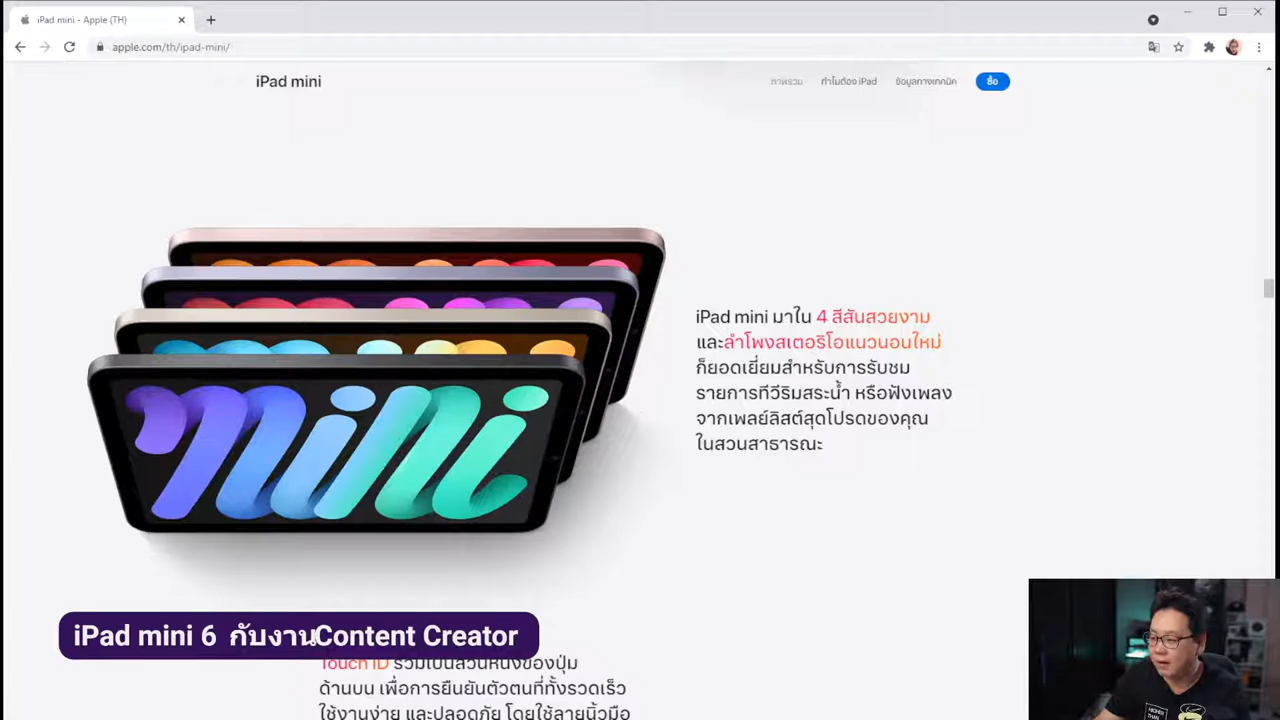 iPad mini - Apple (TH)
apple.com/th/ipad-mini/
iPad mini
ภาพรวม
ทำไมต้อง iPad
ข้อมูลทางเทคนิค
ซื้อ
mini
iPad mini มาใน 4 สีสันสวยงาม
และลำโพงสเตอริโอแนวนอนใหม่
ก็ยอดเยี่ยมสำหรับการรับชม
รายการทีวีริมสระน้ำ หรือฟังเพลง
จากเพลย์ลิสต์สุดโปรดของคุณ
ในสวนสาธารณะ
iPad mini 6 กับงานContent Creator
Touch ID รวมเป็นส่วนหนึ่งของปุ่ม
ด้านบน เพื่อการยืนยันตัวตนที่ทั้งรวดเร็ว
ใช้งานง่าย และปลอดภัย โดยใช้ลายนิ้วมือ